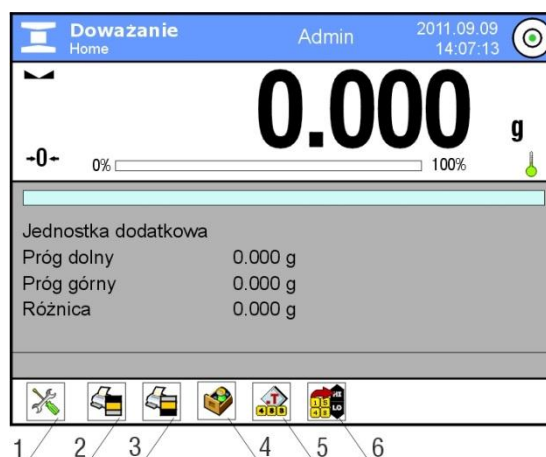 Doważanie
Home
Admin
2011.09.09
14:07:13
0.000 g
→0←
0% 100%
Jednostka dodatkowa
Próg dolny 0.000 g
Próg górny 0.000 g
Różnica 0.000 g
1 2 3 4 5 6